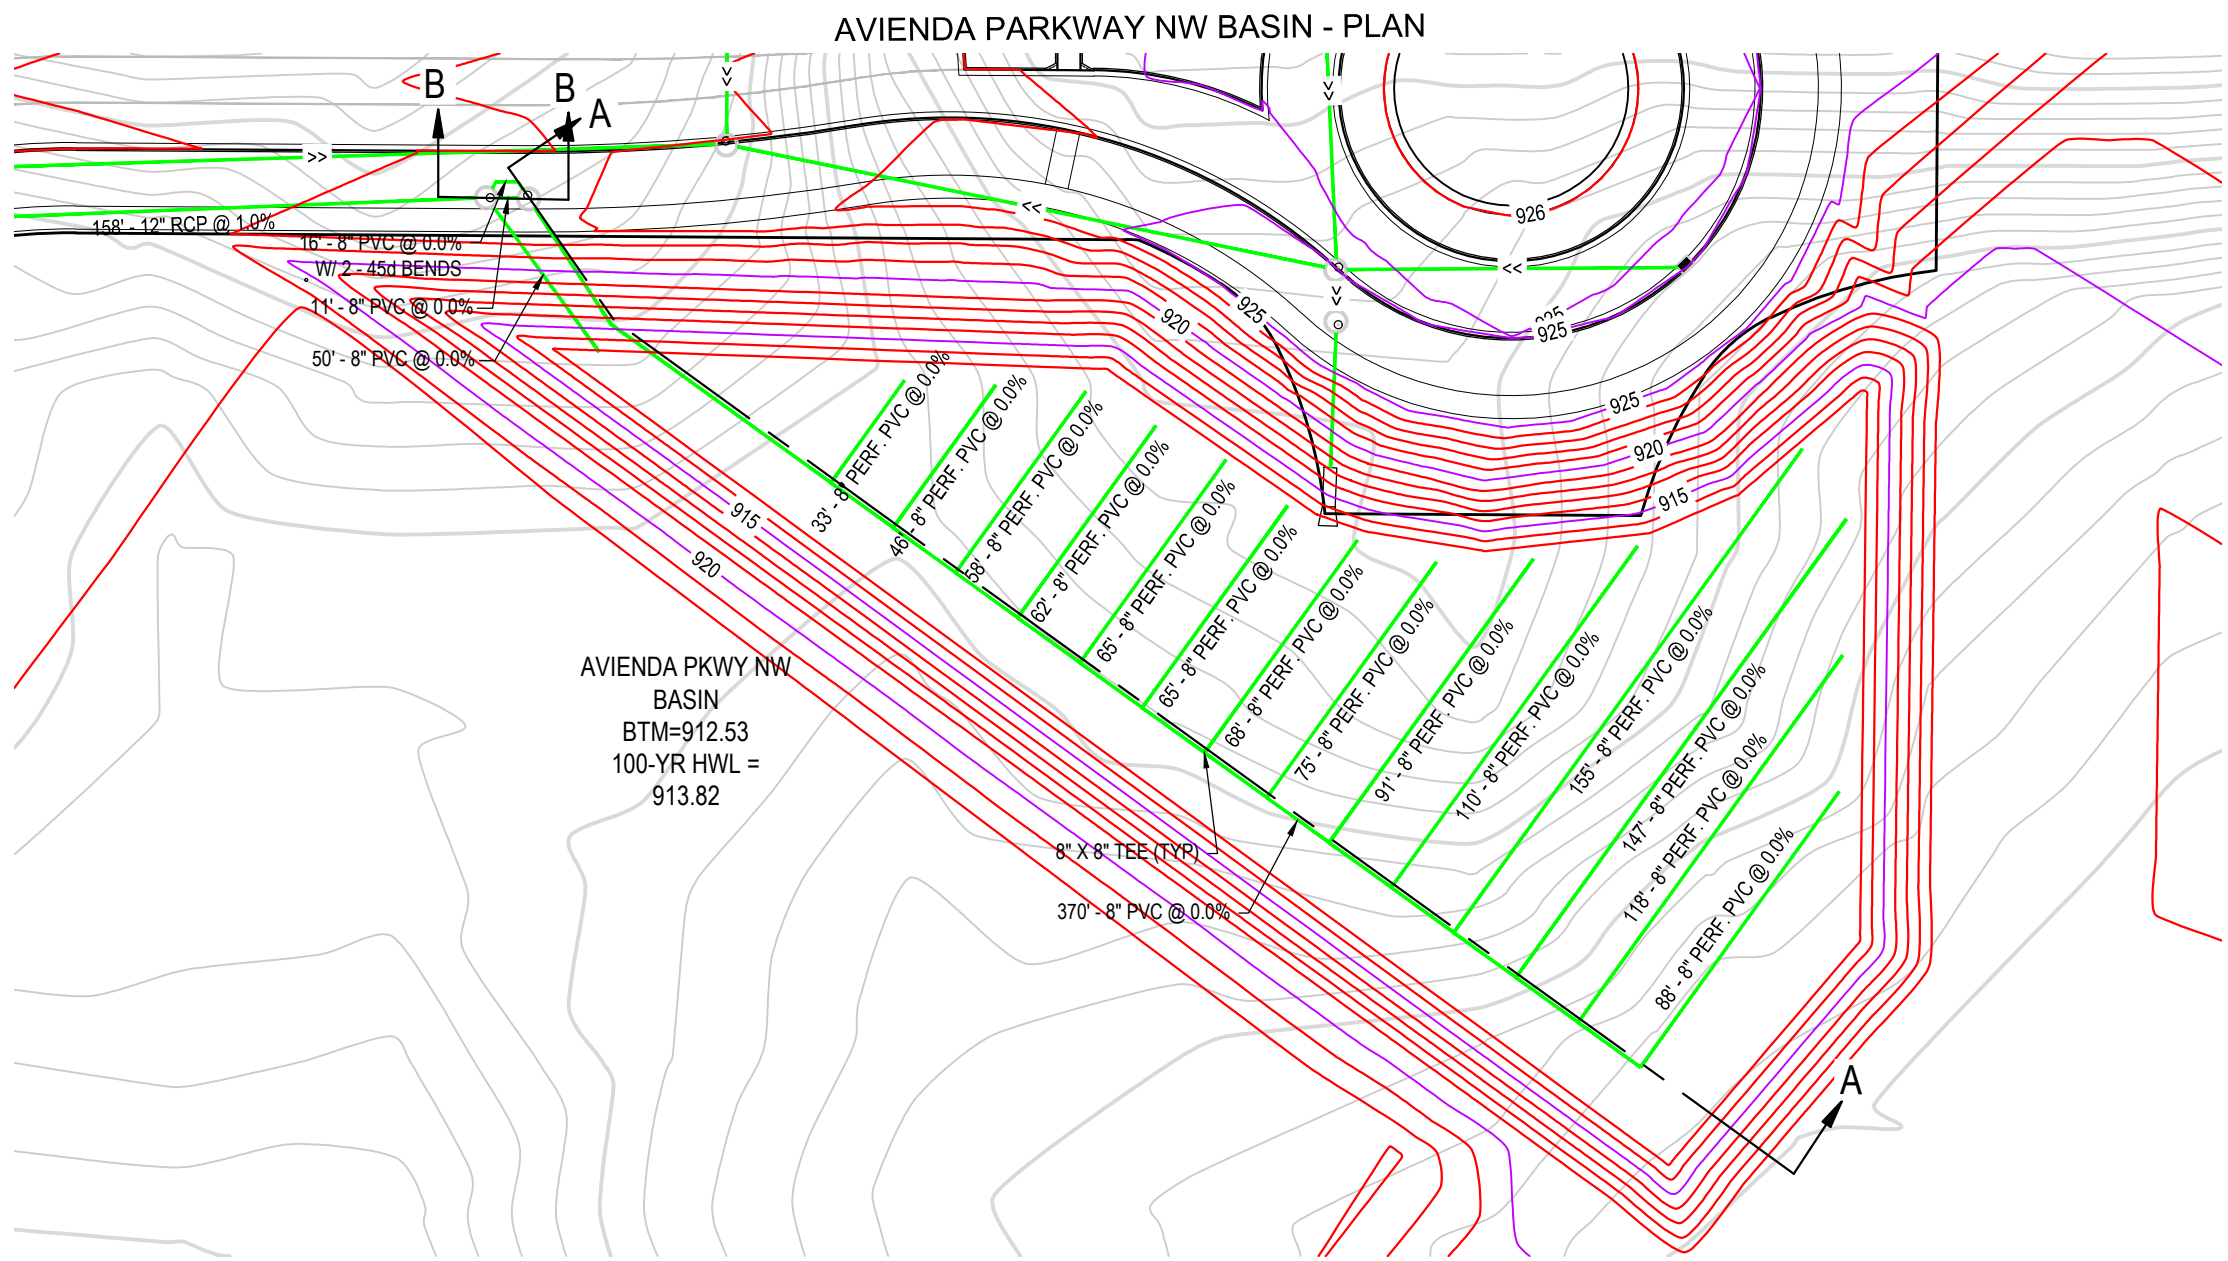 AVIENDA PARKWAY NW BASIN - PLAN
B
B
A
>>
<<
<<
>>
>>
>>
158' - 12" RCP @ 1.0%
16' - 8" PVC @ 0.0%
W/ 2 - 45d BENDS
11' - 8" PVC @ 0.0%
50' - 8" PVC @ 0.0%
926
925
925
925
920
925
920
915
915
920
33' - 8" PERF. PVC @ 0.0%
46' - 8" PERF. PVC @ 0.0%
58' - 8" PERF. PVC @ 0.0%
62' - 8" PERF. PVC @ 0.0%
65' - 8" PERF. PVC @ 0.0%
65' - 8" PERF. PVC @ 0.0%
68' - 8" PERF. PVC @ 0.0%
75' - 8" PERF. PVC @ 0.0%
91' - 8" PERF. PVC @ 0.0%
110' - 8" PERF. PVC @ 0.0%
155' - 8" PERF. PVC @ 0.0%
147' - 8" PERF. PVC @ 0.0%
118' - 8" PERF. PVC @ 0.0%
88' - 8" PERF. PVC @ 0.0%
AVIENDA PKWY NW
BASIN
BTM=912.53
100-YR HWL =
913.82
8" X 8" TEE (TYP)
370' - 8" PVC @ 0.0%
A